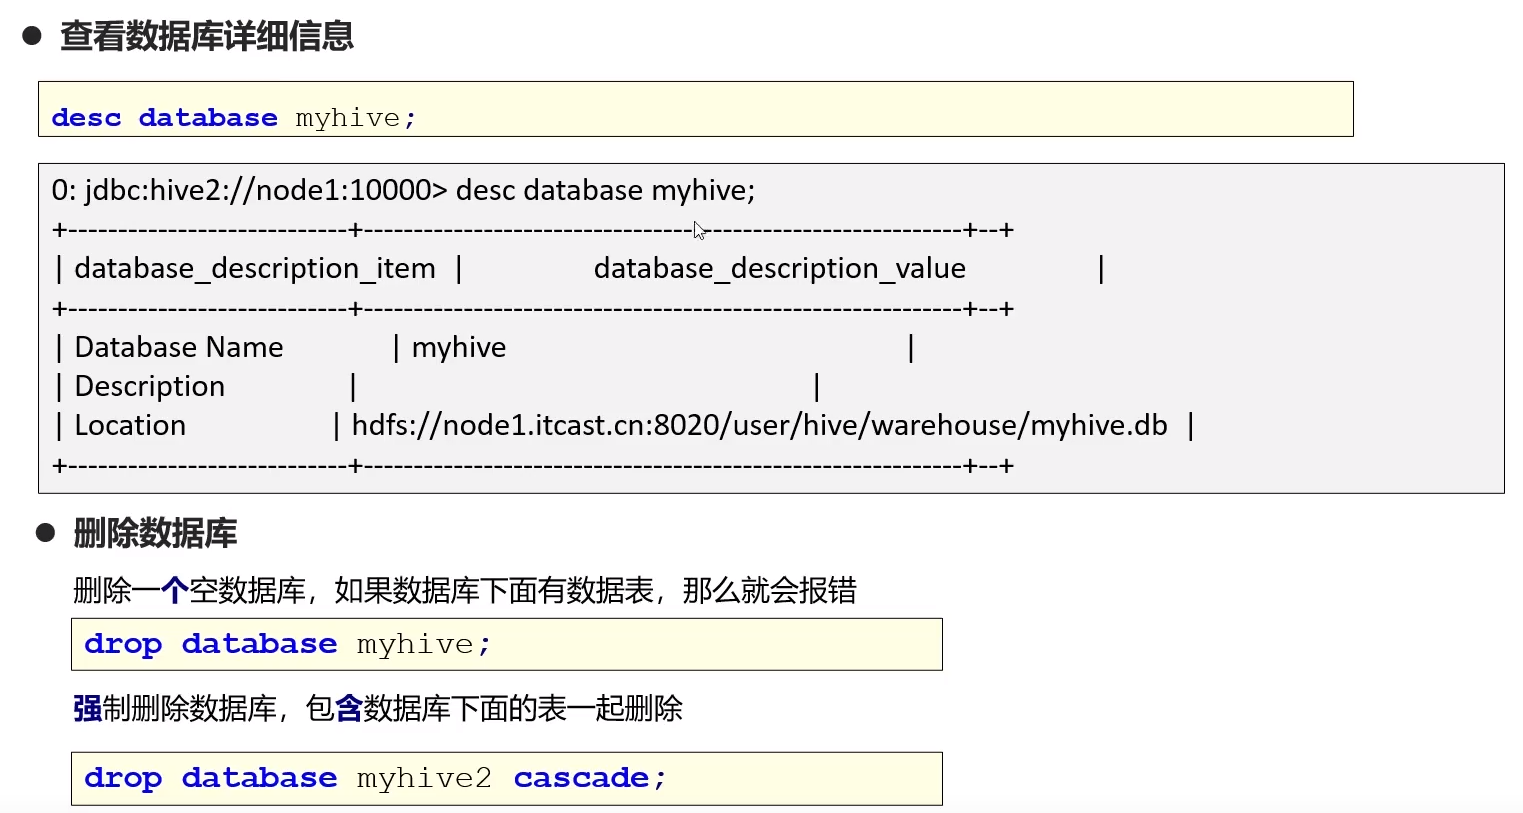 ● 查看数据库详细信息
desc database myhive;
0: jdbc:hive2://node1:10000> desc database myhive;
+----------------------------+------------------------------------------------------------+--+
| database_description_item | database_description_value |
+----------------------------+------------------------------------------------------------+--+
| Database Name | myhive |
| Description | |
| Location | hdfs://node1.itcast.cn:8020/user/hive/warehouse/myhive.db |
+----------------------------+------------------------------------------------------------+--+
● 删除数据库
删除一个空数据库，如果数据库下面有数据表，那么就会报错
drop database myhive;
强制删除数据库，包含数据库下面的表一起删除
drop database myhive2 cascade;